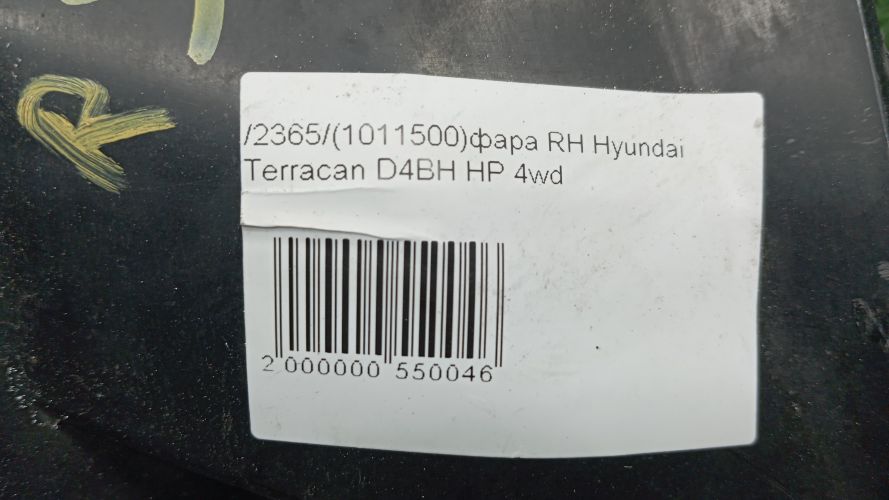 R
/2365/(1011500)фара RH Hyundai
Terracan D4BH HP 4wd
2 000000 550046